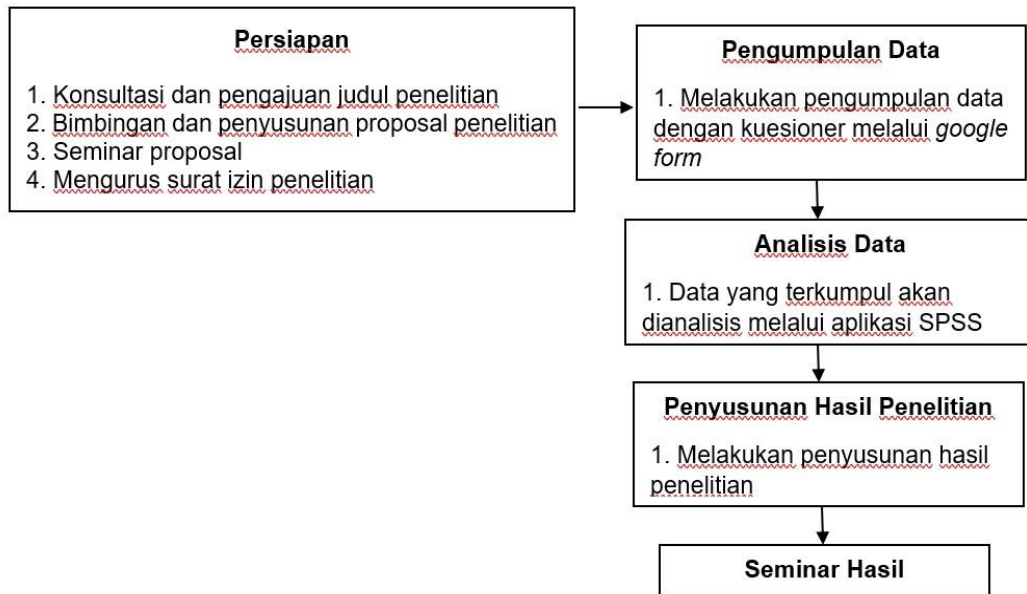 Persiapan
1. Konsultasi dan pengajuan judul penelitian
2. Bimbingan dan penyusunan proposal penelitian
3. Seminar proposal
4. Mengurus surat izin penelitian
Pengumpulan Data
1. Melakukan pengumpulan data
dengan kuesioner melalui google
form
Analisis Data
1. Data yang terkumpul akan
dianalisis melalui aplikasi SPSS
Penyusunan Hasil Penelitian
1. Melakukan penyusunan hasil
penelitian
Seminar Hasil